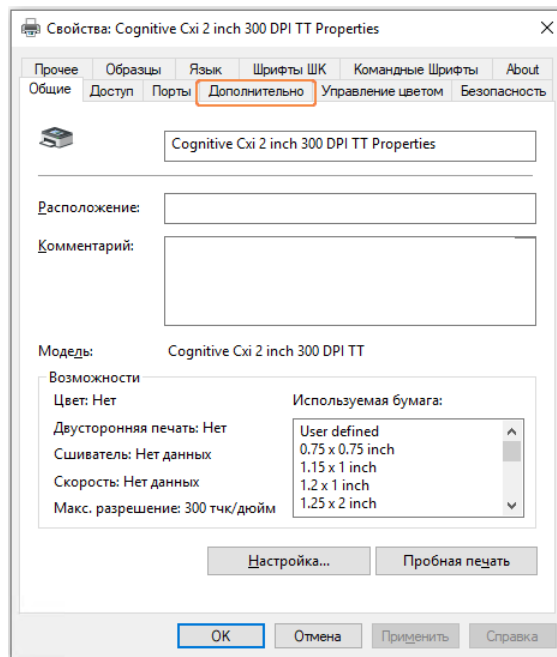 Свойства: Cognitive Cxi 2 inch 300 DPI TT Properties
Прочее Образцы Язык Шрифты ШК Командные Шрифты About
Общие Доступ Порты Дополнительно Управление цветом Безопасность
Cognitive Cxi 2 inch 300 DPI TT Properties
Расположение:
Комментарий:
Модель: Cognitive Cxi 2 inch 300 DPI TT
Возможности
Цвет: Нет
Двусторонняя печать: Нет
Сшиватель: Нет данных
Скорость: Нет данных
Макс. разрешение: 300 тчк/дюйм
Используемая бумага:
User defined
0.75 x 0.75 inch
1.15 x 1 inch
1.2 x 1 inch
1.25 x 2 inch
Настройка... Пробная печать
OK Отмена Применить Справка